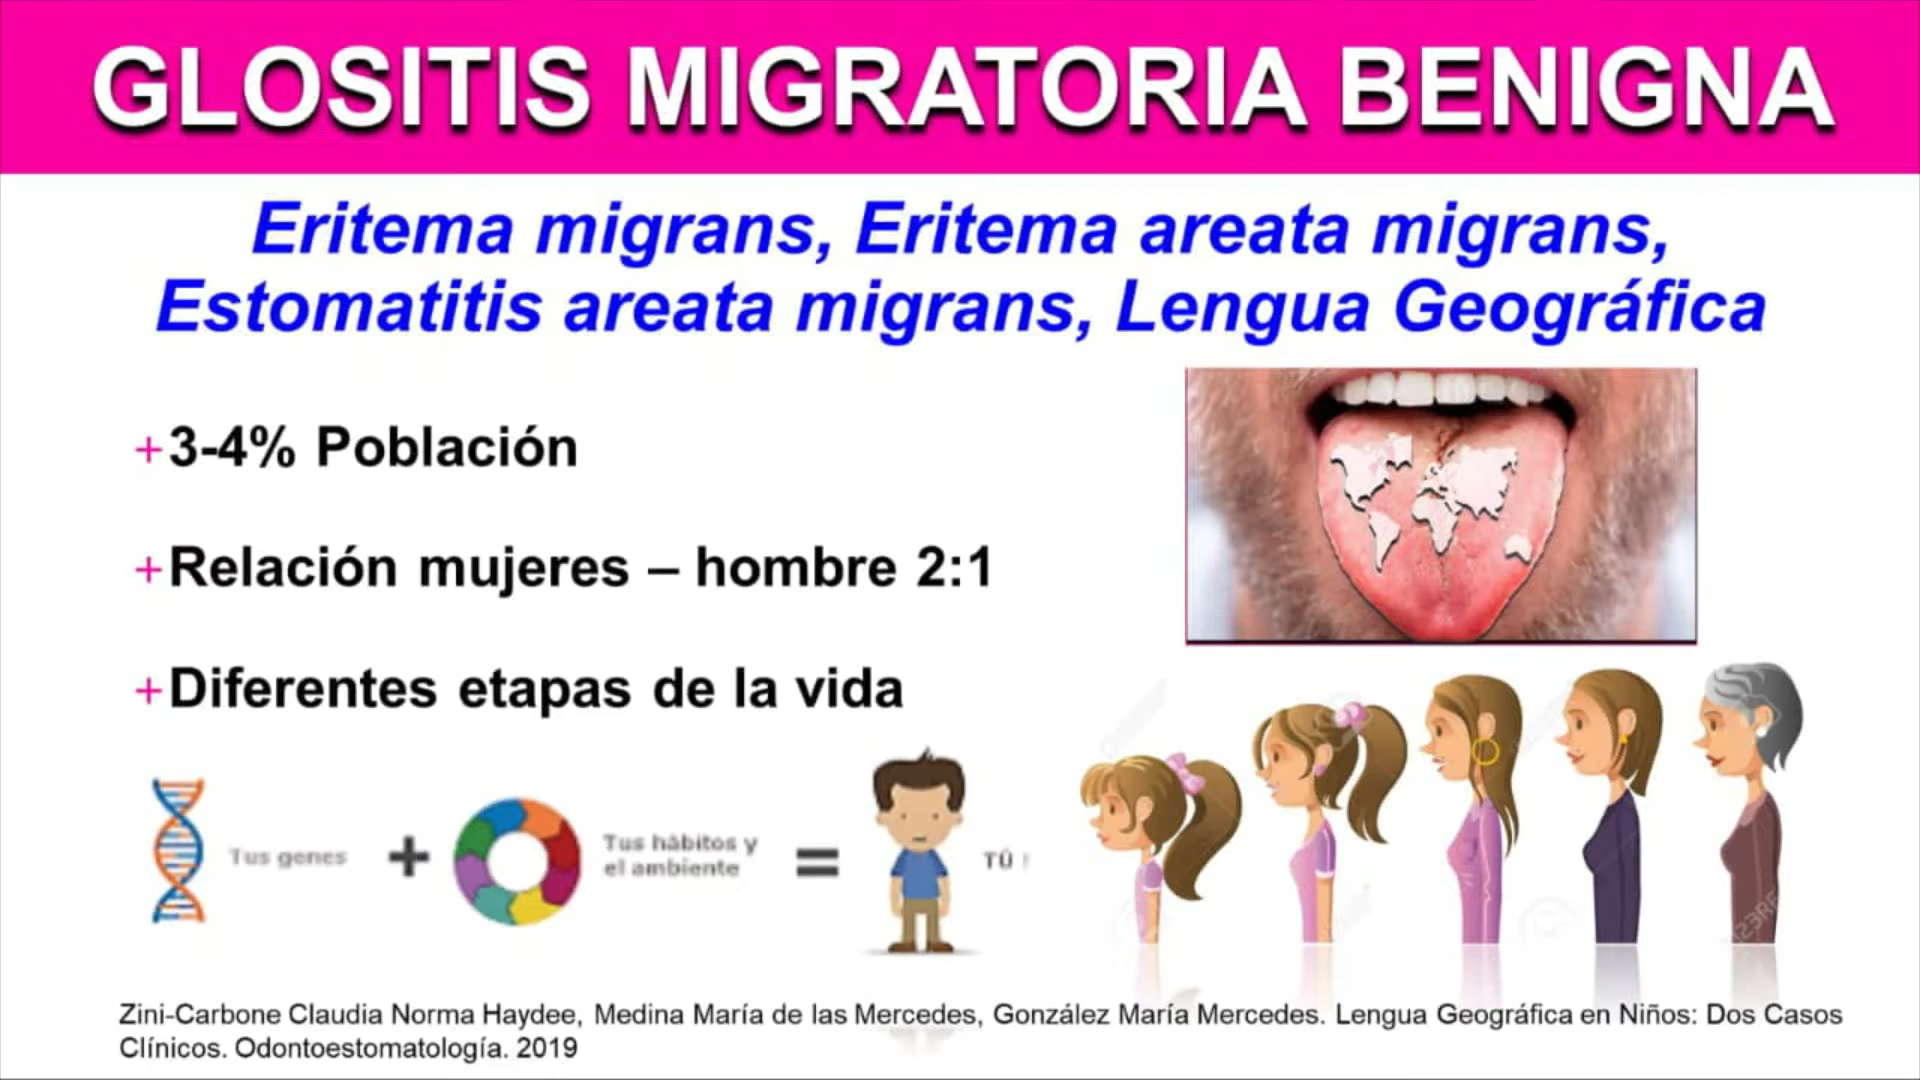 GLOSITIS MIGRATORIA BENIGNA
Eritema migrans, Eritema areata migrans,
Estomatitis areata migrans, Lengua Geográfica
+3-4% Población
+Relación mujeres – hombre 2:1
+Diferentes etapas de la vida
Tus genes
+
Tus hábitos y
el ambiente
=
TÚ !
123RF
Zini-Carbone Claudia Norma Haydee, Medina María de las Mercedes, González María Mercedes. Lengua Geográfica en Niños: Dos Casos
Clínicos. Odontoestomatología. 2019